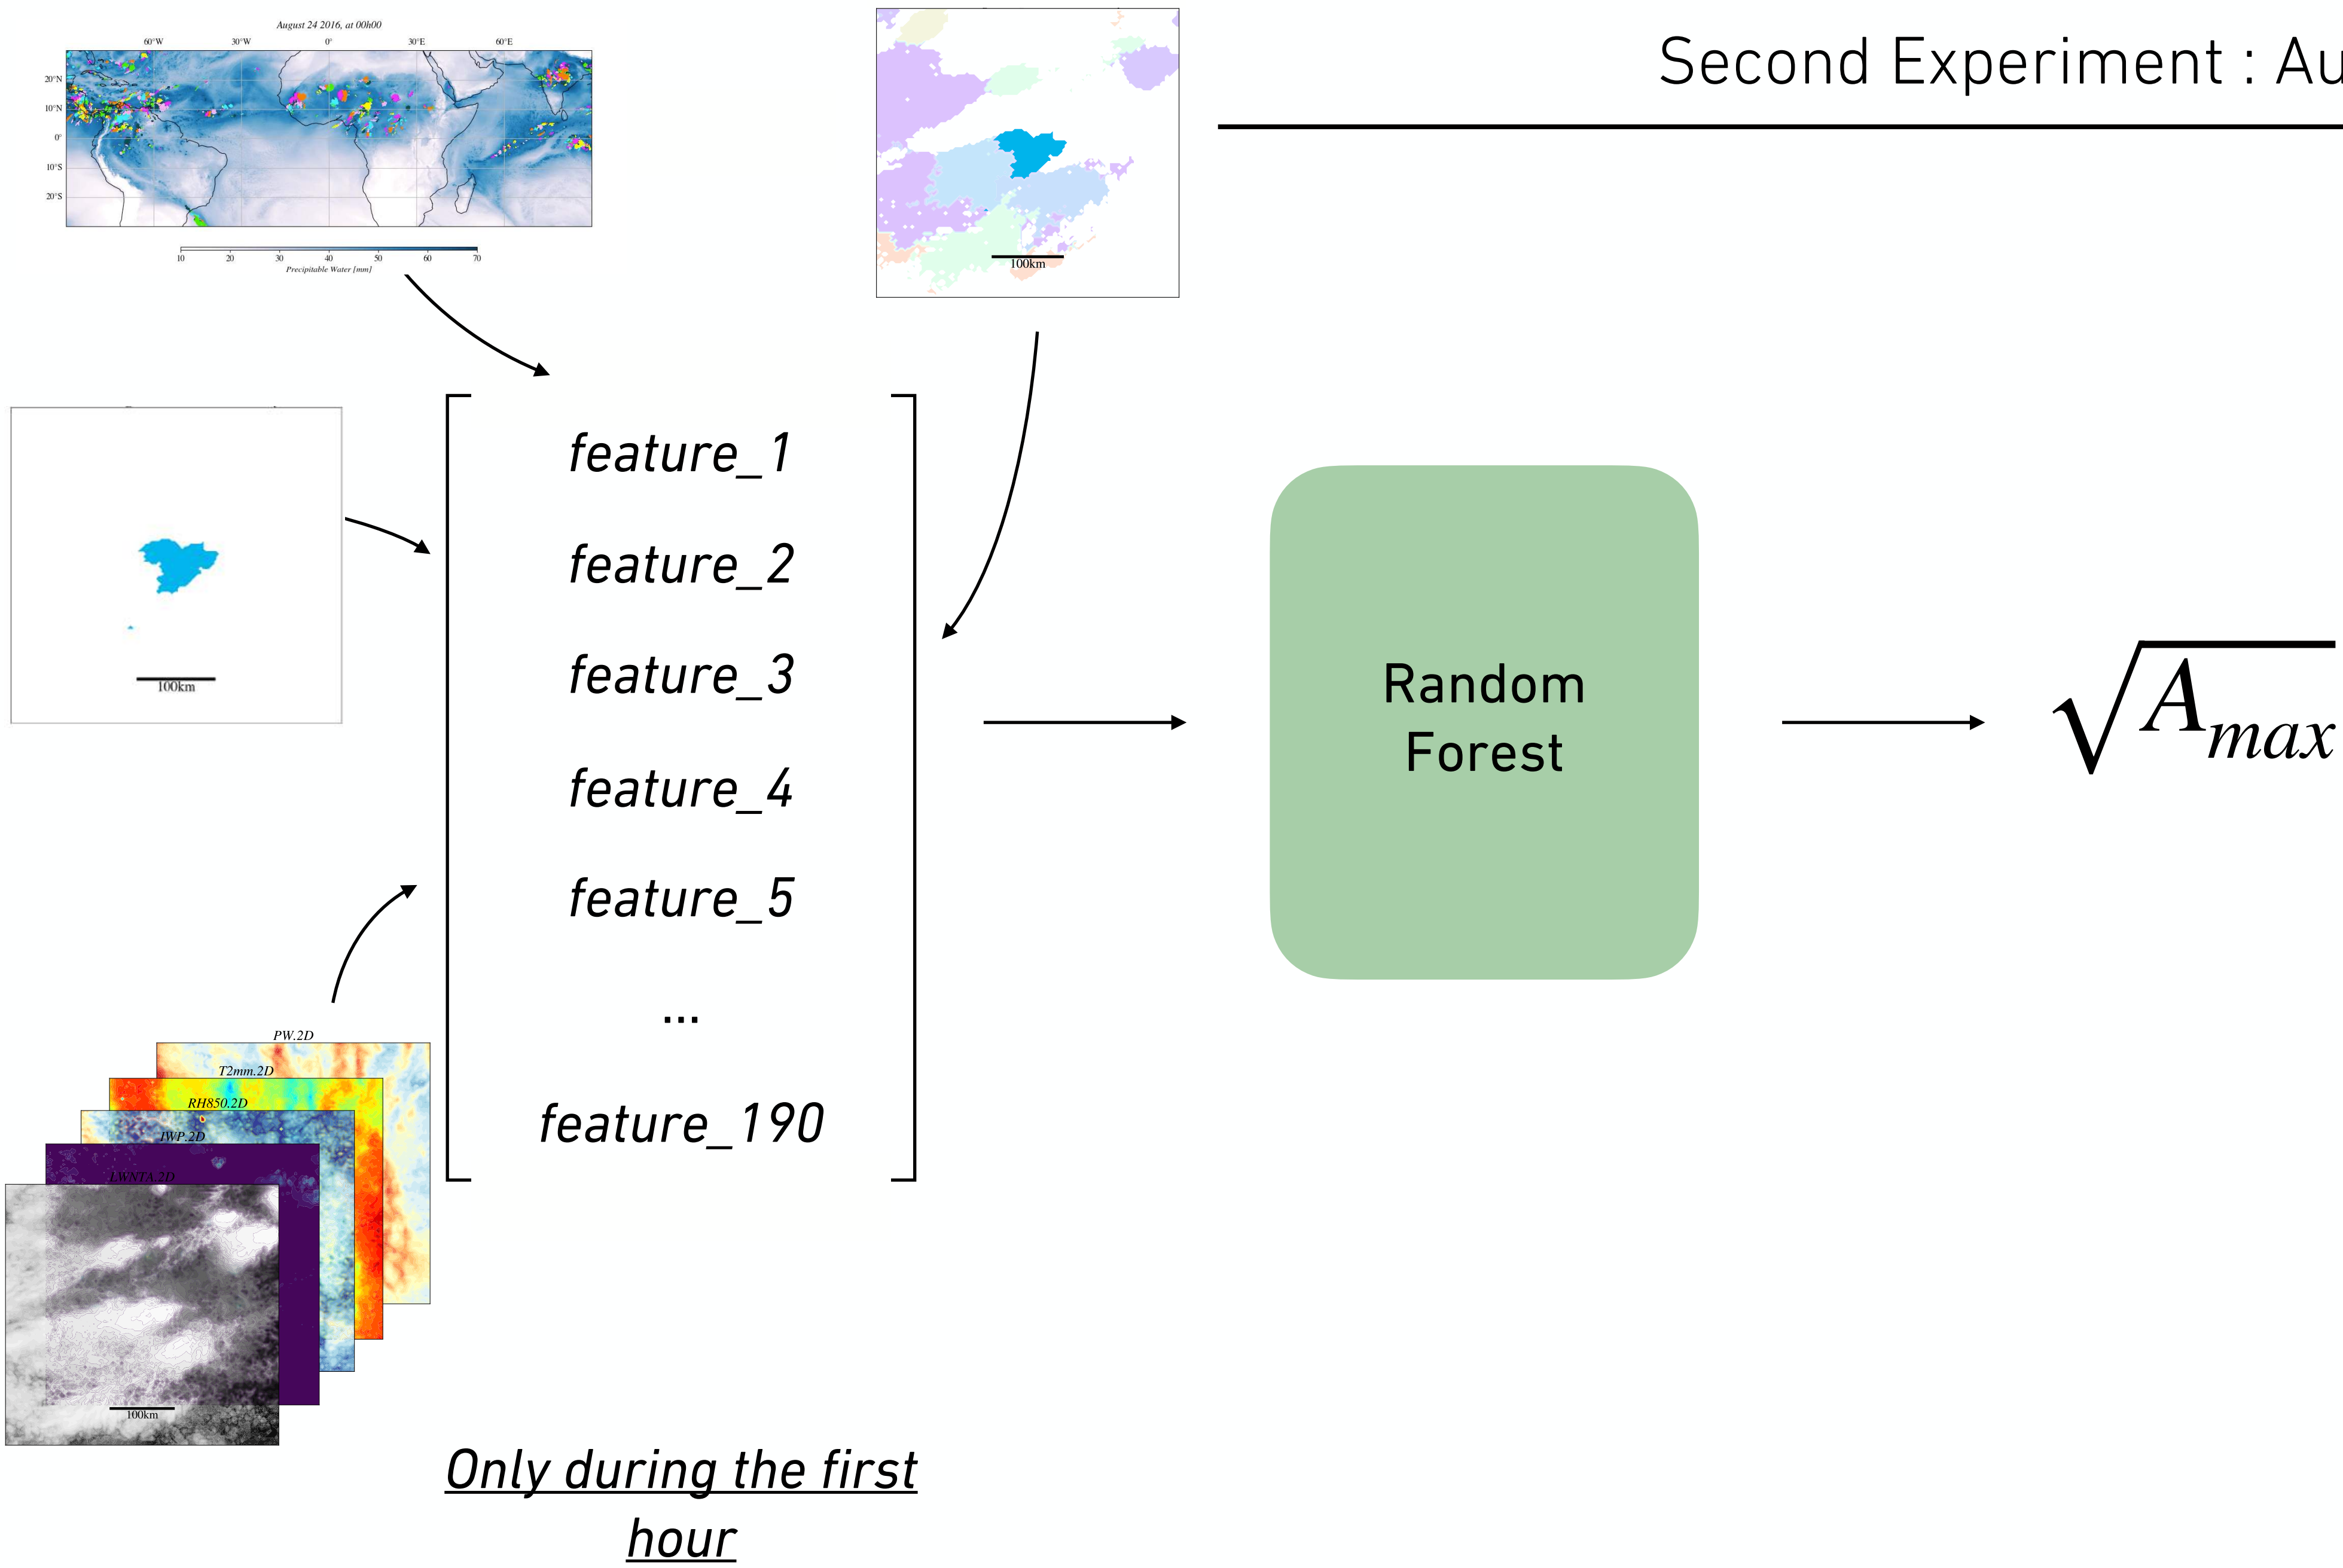 August 24 2016, at 00h00
60°W 30°W 0° 30°E 60°E
20°N
10°N
0°
10°S
20°S
10 20 30 40 50 60 70
Precipitable Water [mm]
100km
Second Experiment : Au
100km
feature_1
feature_2
feature_3
feature_4
feature_5
...
feature_190
Random
Forest
√A_max
PW.2D
T2mm.2D
RH850.2D
IWP.2D
LWNTA.2D
100km
Only during the first
hour